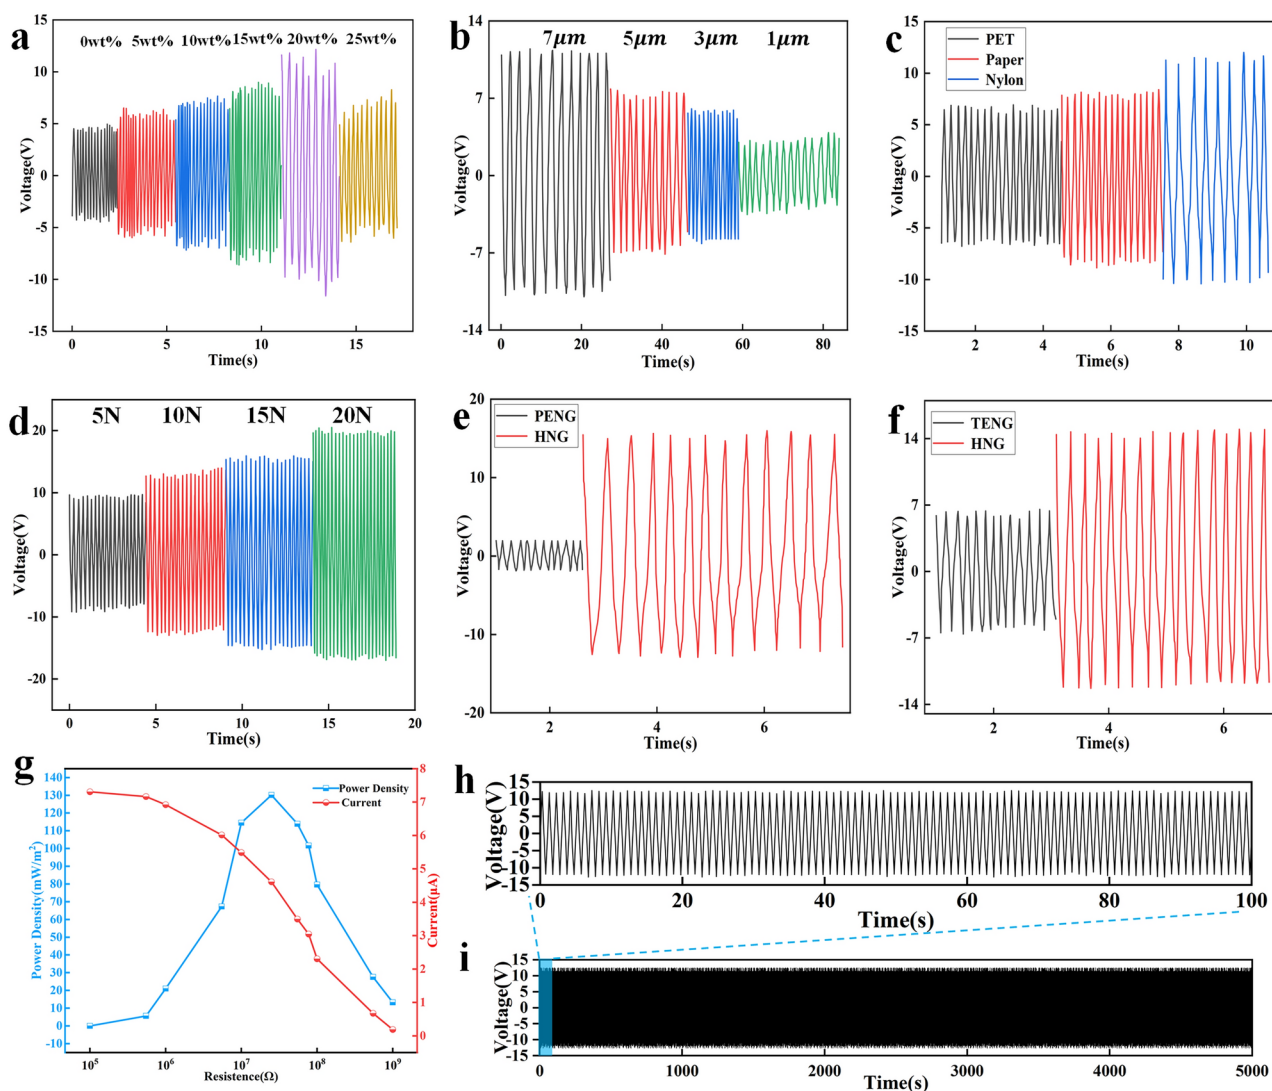 a
0wt% 5wt% 10wt% 15wt% 20wt% 25wt%
Voltage(V)
15
10
5
0
-5
-10
-15
0 5 10 15
Time(s)
b
7μm 5μm 3μm 1μm
Voltage(V)
14
7
0
-7
-14
0 20 40 60 80
Time(s)
c
PET
Paper
Nylon
Voltage(V)
15
10
5
0
-5
-10
-15
2 4 6 8 10
Time(s)
d
5N 10N 15N 20N
Voltage(V)
20
10
0
-10
-20
0 5 10 15 20
Time(s)
e
PENG
HNG
Voltage(V)
20
10
0
-10
-20
2 4 6
Time(s)
f
TENG
HNG
Voltage(V)
14
7
0
-7
-14
2 4 6
Time(s)
g
Power Density
Current
Power Density(mW/m²)
140
130
120
110
100
90
80
70
60
50
40
30
20
10
0
-10
Current(μA)
8
7
6
5
4
3
2
1
0
10⁵ 10⁶ 10⁷ 10⁸ 10⁹
Resistence(Ω)
h
Voltage(V)
15
10
5
0
-5
-10
-15
0 20 40 60 80 100
Time(s)
i
Voltage(V)
15
10
5
0
-5
-10
-15
0 1000 2000 3000 4000 5000
Time(s)